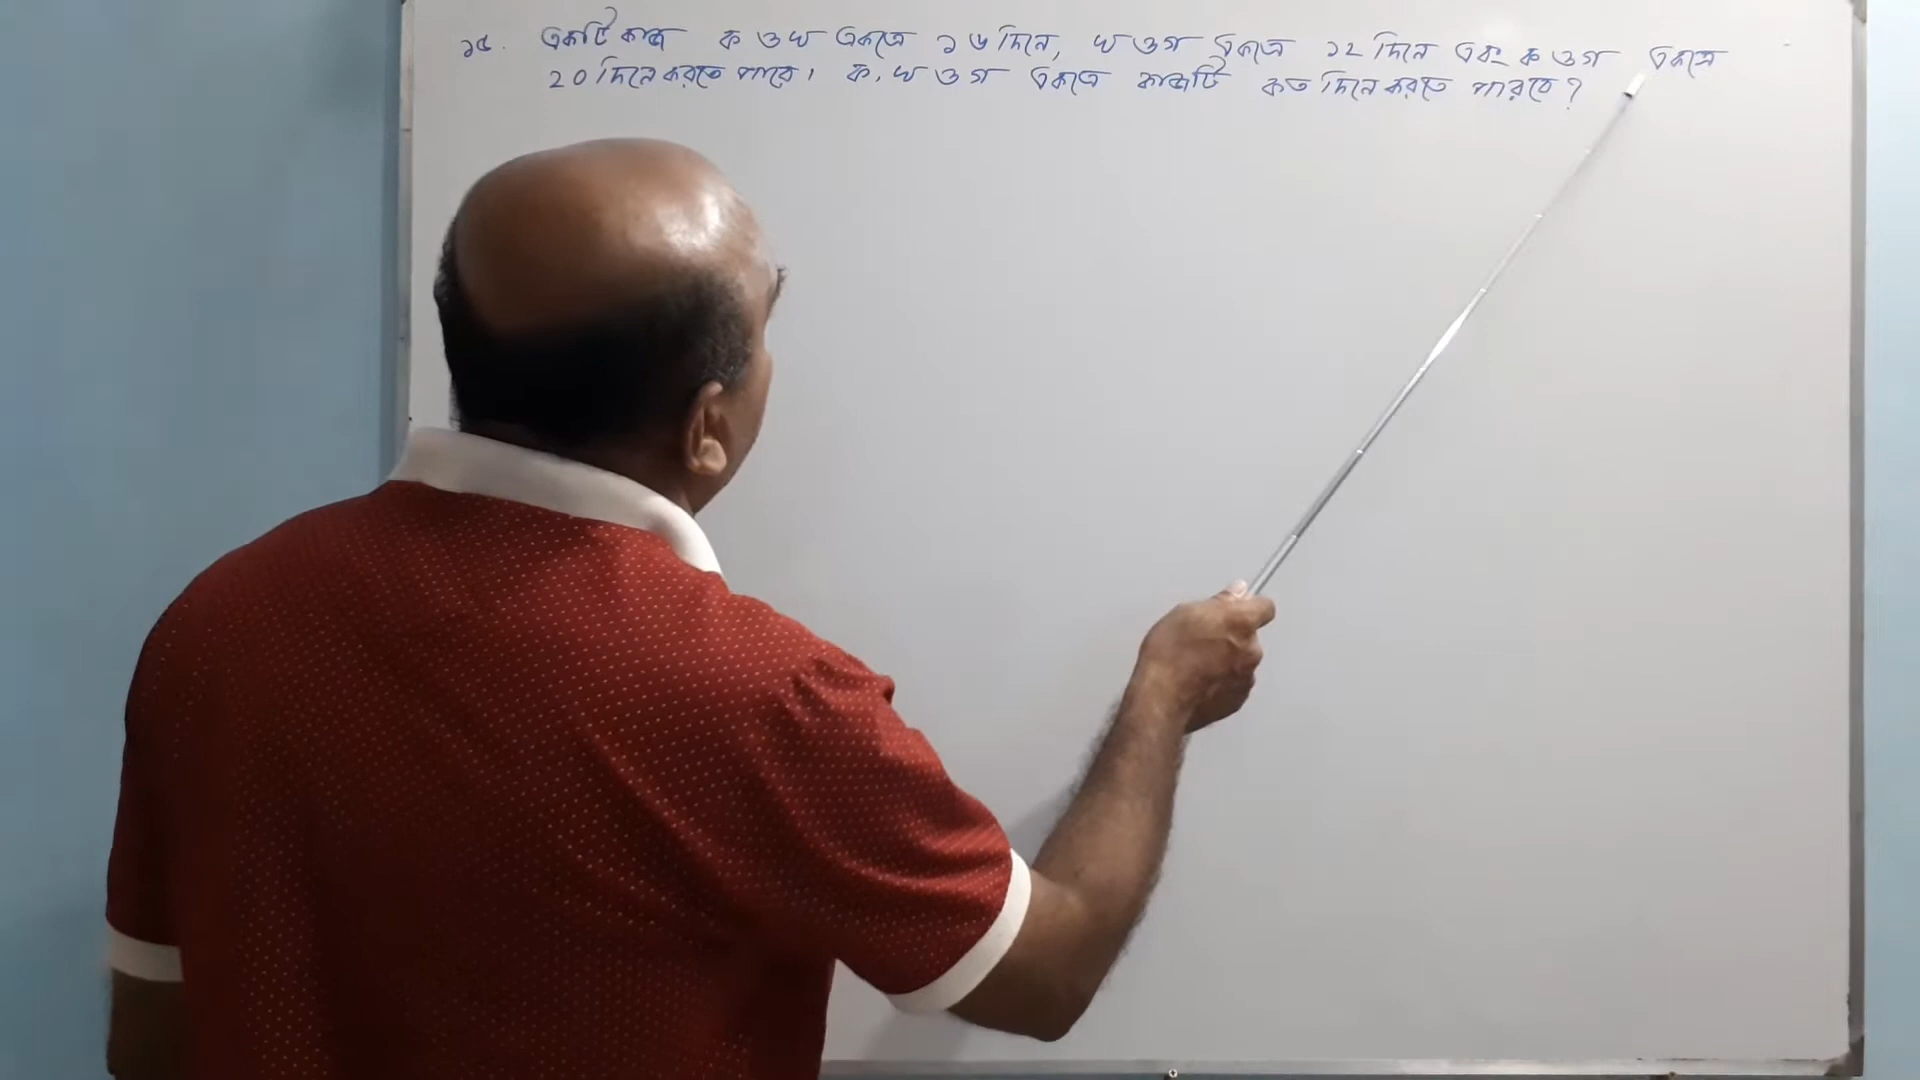 ১৫. একটি কাজ ক ও খ একত্রে ১৬ দিনে, খ ও গ একত্রে ১২ দিনে এবং ক ও গ একত্রে
২০ দিনে করতে পারে। ক, খ ও গ একত্রে কাজটি কত দিনে করতে পারবে?